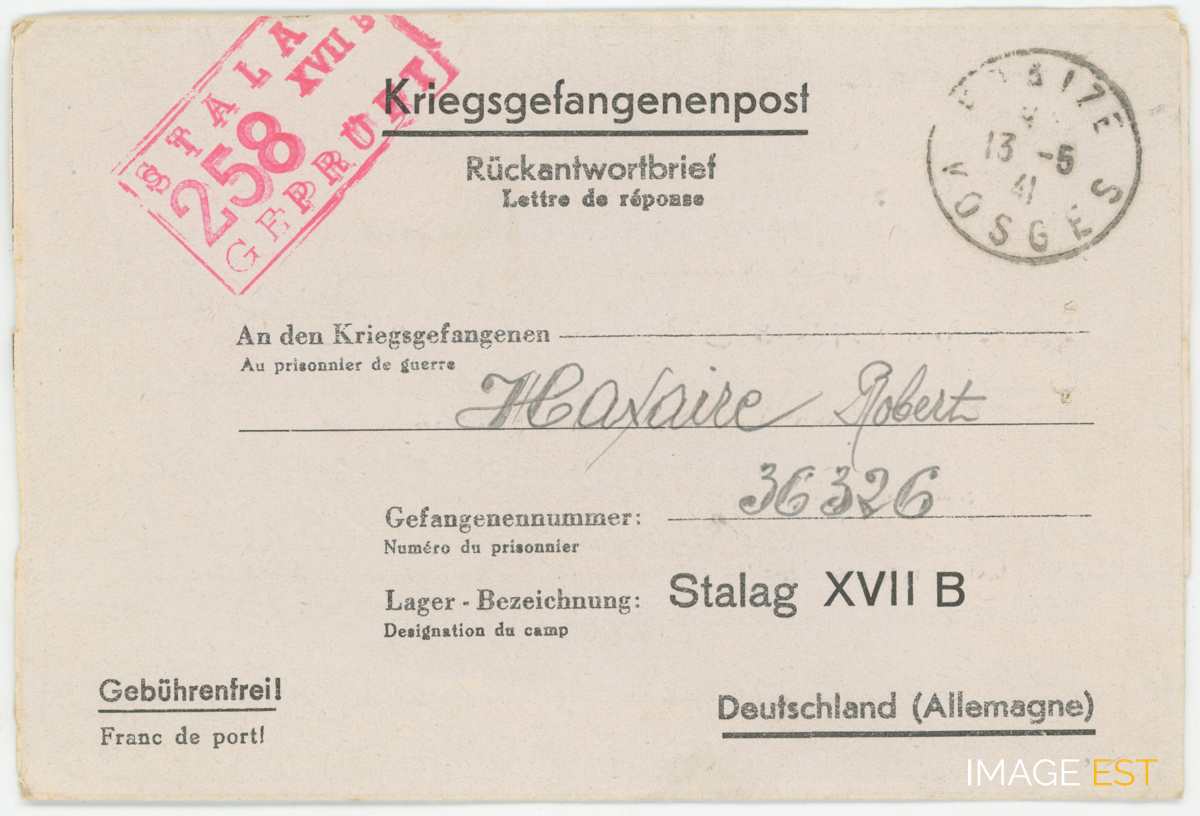 STALA
XVII B
258
GEPRÜFT
Kriegsgefangenenpost
Rückantwortbrief
Lettre de réponse
13 -5
41
VOSGES
An den Kriegsgefangenen
Au prisonnier de guerre
Maxaire Robert
36326
Gefangenennummer:
Numéro du prisonnier
Lager - Bezeichnung: Stalag XVII B
Designation du camp
Gebührenfrei!
Franc de port!
Deutschland (Allemagne)
IMAGE EST